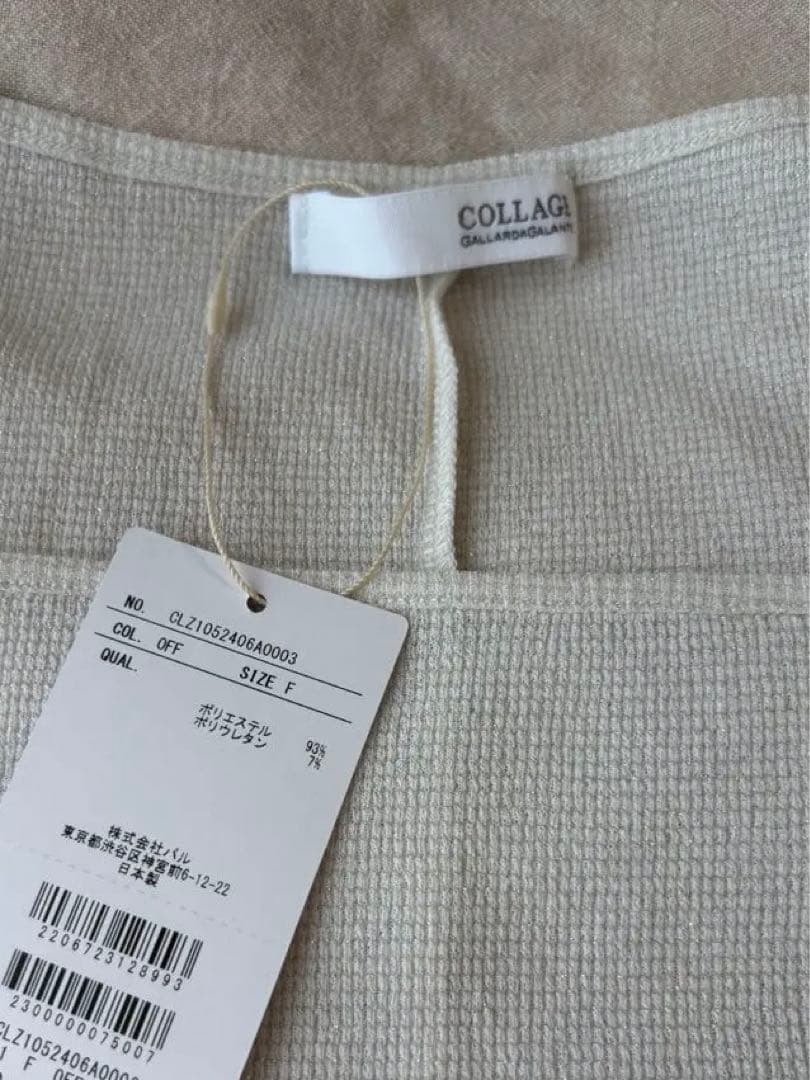 COLLAGE
GALLARDAGALANTE
NO. CLZ1052406A0003
COL. OFF SIZE F
QUAL.
ポリエステル 93%
ポリウレタン 7%
株式会社パル
東京都渋谷区神宮前6-12-22
日本製
2206723128993
2300000075007
CLZ1052406A0003
F OFF